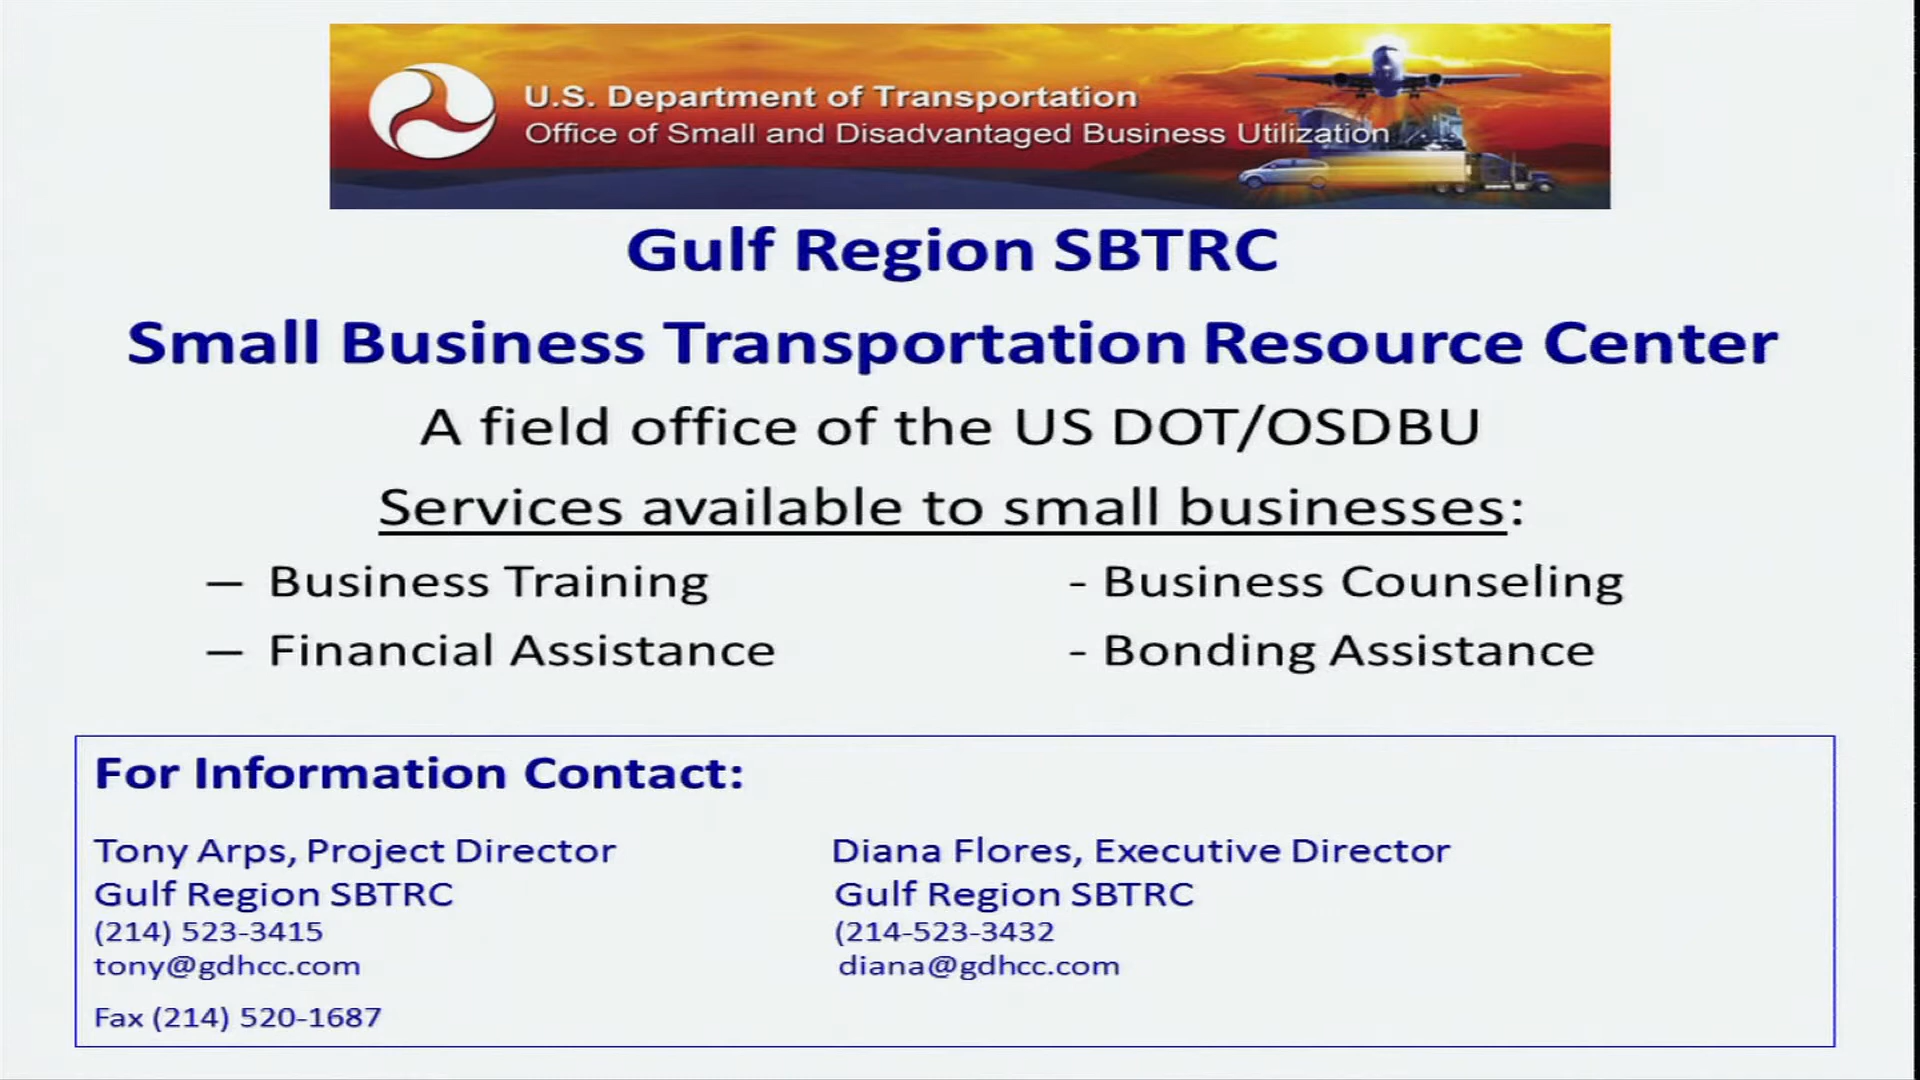 U.S. Department of Transportation
Office of Small and Disadvantaged Business Utilization
Gulf Region SBTRC
Small Business Transportation Resource Center
A field office of the US DOT/OSDBU
Services available to small businesses:
– Business Training - Business Counseling
– Financial Assistance - Bonding Assistance
For Information Contact:
Tony Arps, Project Director Diana Flores, Executive Director
Gulf Region SBTRC Gulf Region SBTRC
(214) 523-3415 (214-523-3432
tony@gdhcc.com diana@gdhcc.com
Fax (214) 520-1687